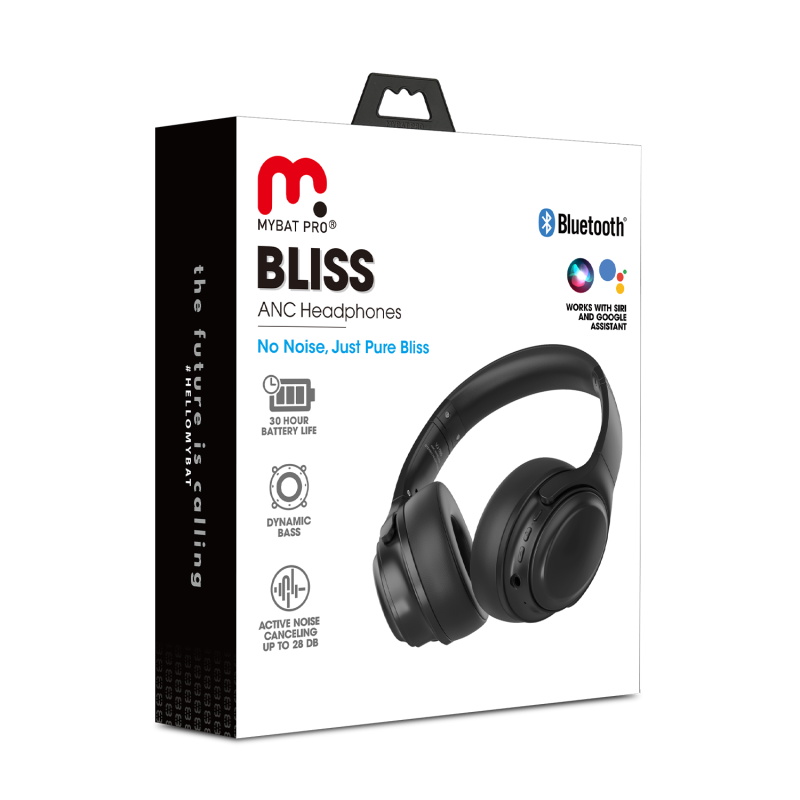 MYBAT PRO®
BLISS
ANC Headphones
No Noise, Just Pure Bliss
30 HOUR
BATTERY LIFE
DYNAMIC
BASS
ACTIVE NOISE
CANCELING
UP TO 28 DB
Bluetooth®
WORKS WITH SIRI
AND GOOGLE
ASSISTANT
the future is calling
#HELLOMYBAT